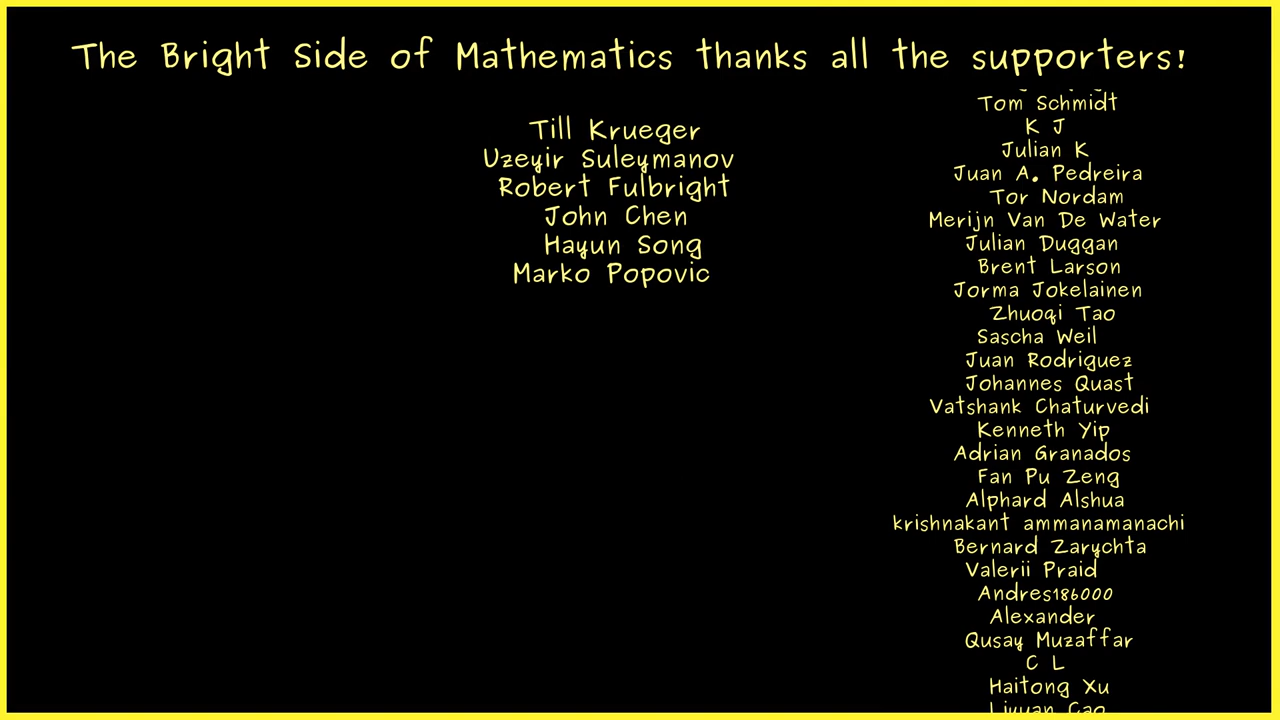 The Bright Side of Mathematics thanks all the supporters!
Till Krueger
Uzeyir Suleymanov
Robert Fulbright
John Chen
Hayun Song
Marko Popovic
Tom Schmidt
K J
Julian K
Juan A. Pedreira
Tor Nordam
Merijn Van De Water
Julian Duggan
Brent Larson
Jorma Jokelainen
Zhuoqi Tao
Sascha Weil
Juan Rodriguez
Johannes Quast
Vatshank Chaturvedi
Kenneth Yip
Adrian Granados
Fan Pu Zeng
Alphard Alshua
krishnakant ammanamanachi
Bernard Zarychta
Valerii Praid
Andres186000
Alexander
Qusay Muzaffar
C L
Haitong Xu